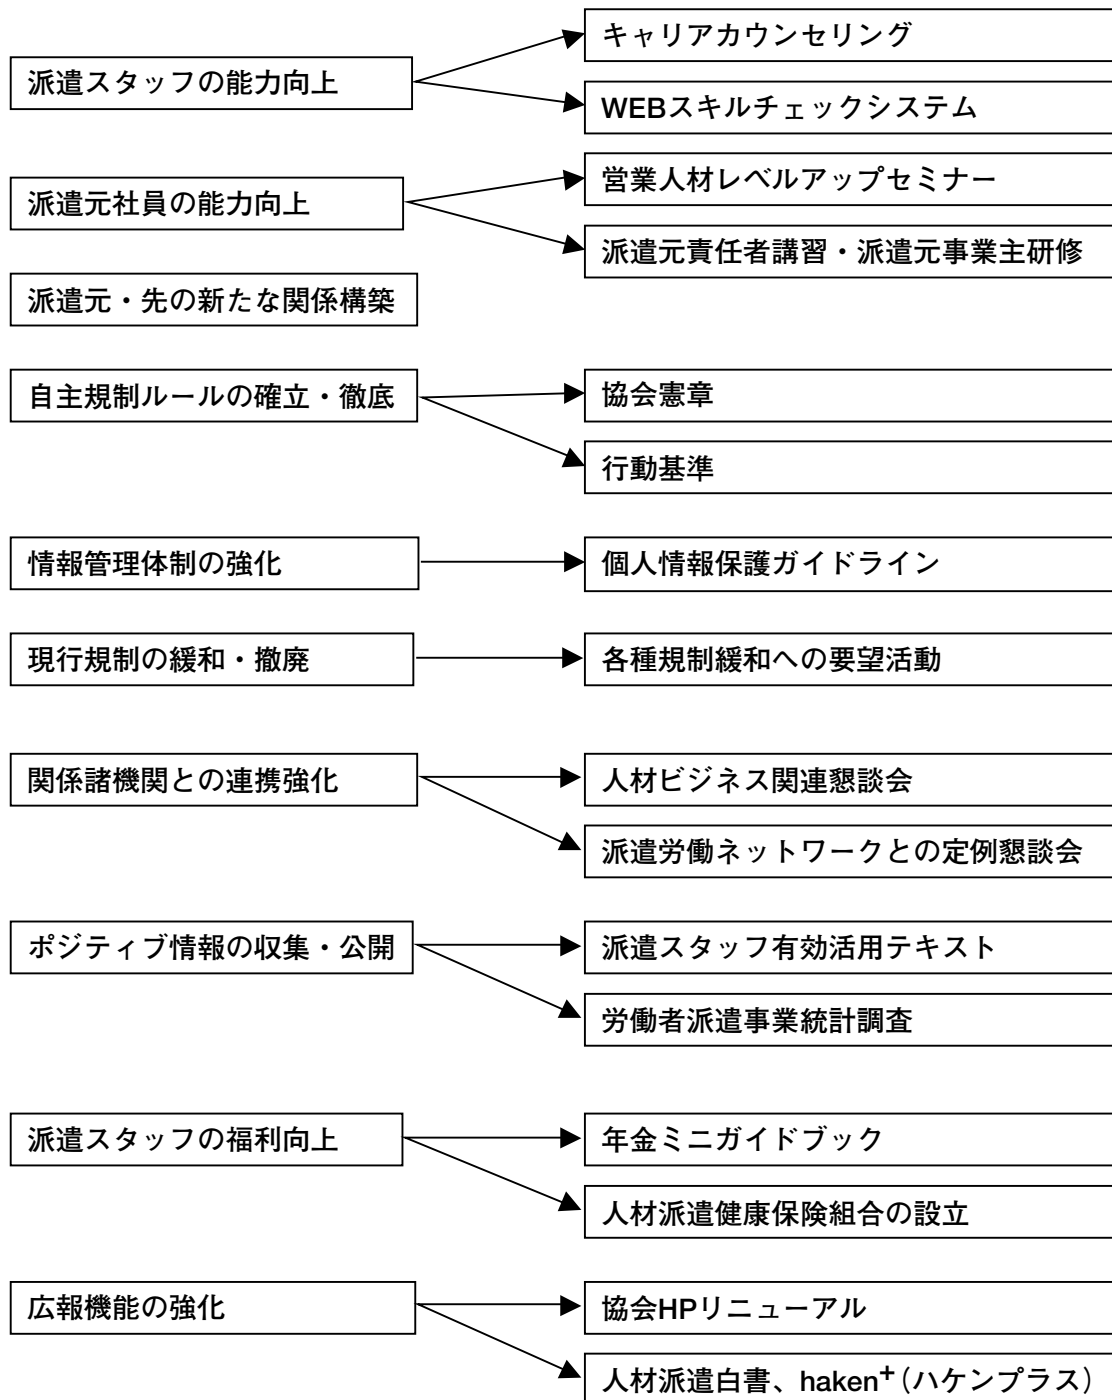 派遣スタッフの能力向上
キャリアカウンセリング
WEBスキルチェックシステム
派遣元社員の能力向上
営業人材レベルアップセミナー
派遣元責任者講習・派遣元事業主研修
派遣元・先の新たな関係構築
自主規制ルールの確立・徹底
協会憲章
行動基準
情報管理体制の強化
個人情報保護ガイドライン
現行規制の緩和・撤廃
各種規制緩和への要望活動
関係諸機関との連携強化
人材ビジネス関連懇談会
派遣労働ネットワークとの定例懇談会
ポジティブ情報の収集・公開
派遣スタッフ有効活用テキスト
労働者派遣事業統計調査
派遣スタッフの福利向上
年金ミニガイドブック
人材派遣健康保険組合の設立
広報機能の強化
協会HPリニューアル
人材派遣白書、haken⁺(ハケンプラス)